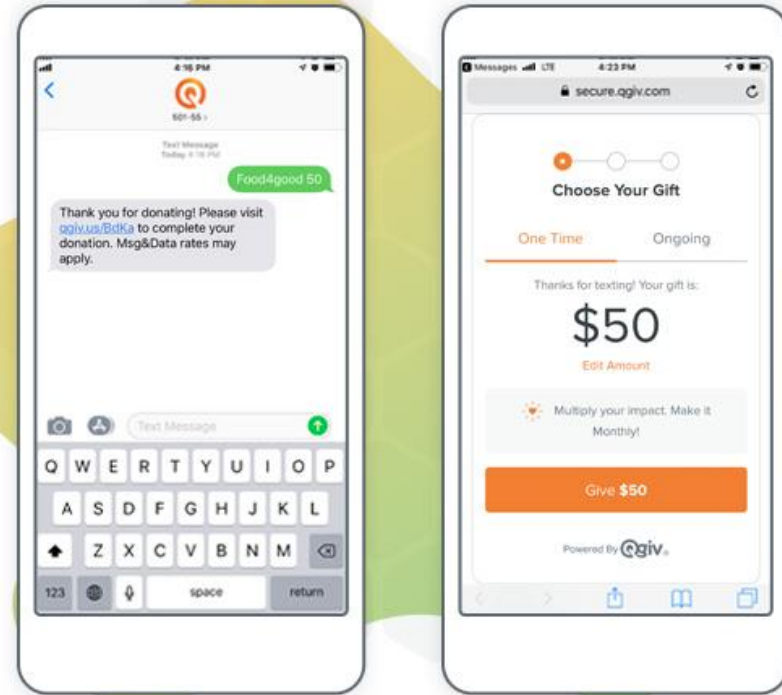 4:16 PM
501-55 ›
Text Message
Today 4:16 PM
Food4good 50
Thank you for donating! Please visit
qgiv.us/BdKa to complete your
donation. Msg&Data rates may
apply.
Text Message
Q W E R T Y U I O P
A S D F G H J K L
Z X C V B N M
123 space return
Messages LTE 4:23 PM
secure.qgiv.com
Choose Your Gift
One Time Ongoing
Thanks for texting! Your gift is:
$50
Edit Amount
Multiply your impact. Make it
Monthly!
Give $50
Powered By Qgiv